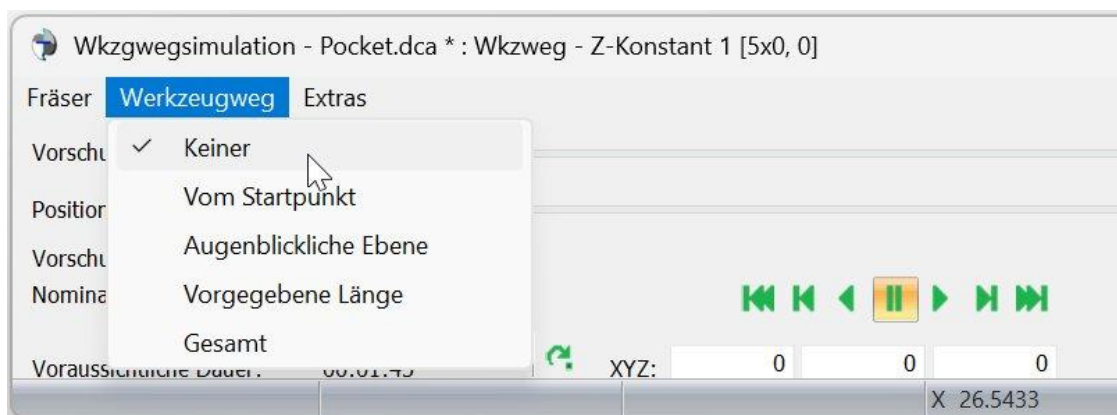 Wkzgwegsimulation - Pocket.dca * : Wkzweg - Z-Konstant 1 [5x0, 0]
Fräser Werkzeugweg Extras
Keiner
Vom Startpunkt
Augenblickliche Ebene
Vorgegebene Länge
Gesamt
XYZ: 0 0 0
X 26.5433